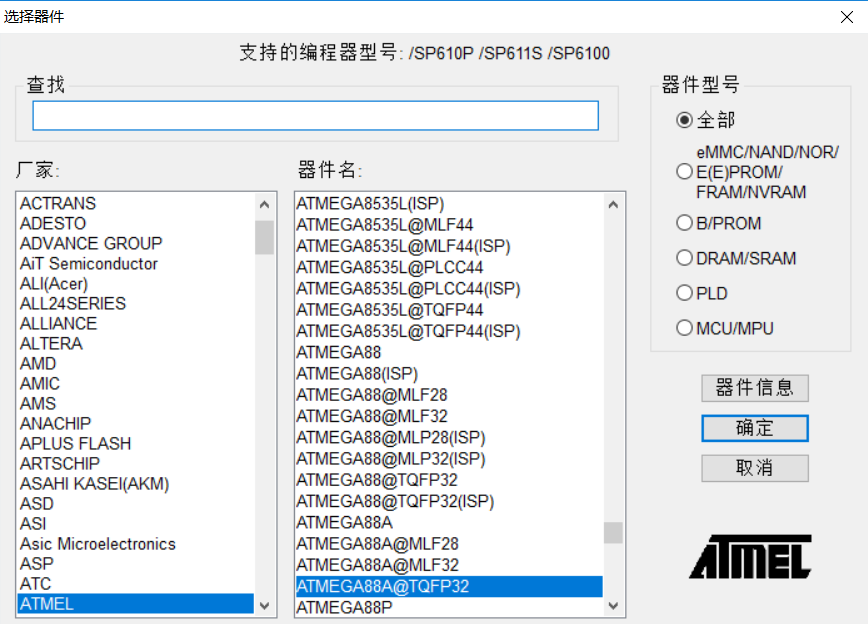 选择器件
支持的编程器型号: /SP610P /SP611S /SP6100
查找
厂家:
ACTRANS
ADESTO
ADVANCE GROUP
AiT Semiconductor
ALI(Acer)
ALL24SERIES
ALLIANCE
ALTERA
AMD
AMIC
AMS
ANACHIP
APLUS FLASH
ARTSCHIP
ASAHI KASEI(AKM)
ASD
ASI
Asic Microelectronics
ASP
ATC
ATMEL
器件名:
ATMEGA8535L(ISP)
ATMEGA8535L@MLF44
ATMEGA8535L@MLF44(ISP)
ATMEGA8535L@PLCC44
ATMEGA8535L@PLCC44(ISP)
ATMEGA8535L@TQFP44
ATMEGA8535L@TQFP44(ISP)
ATMEGA88
ATMEGA88(ISP)
ATMEGA88@MLF28
ATMEGA88@MLF32
ATMEGA88@MLP28(ISP)
ATMEGA88@MLP32(ISP)
ATMEGA88@TQFP32
ATMEGA88@TQFP32(ISP)
ATMEGA88A
ATMEGA88A@MLF28
ATMEGA88A@MLF32
ATMEGA88A@TQFP32
ATMEGA88P
器件型号
全部
eMMC/NAND/NOR/
E(E)PROM/
FRAM/NVRAM
B/PROM
DRAM/SRAM
PLD
MCU/MPU
器件信息
确定
取消
ATMEL